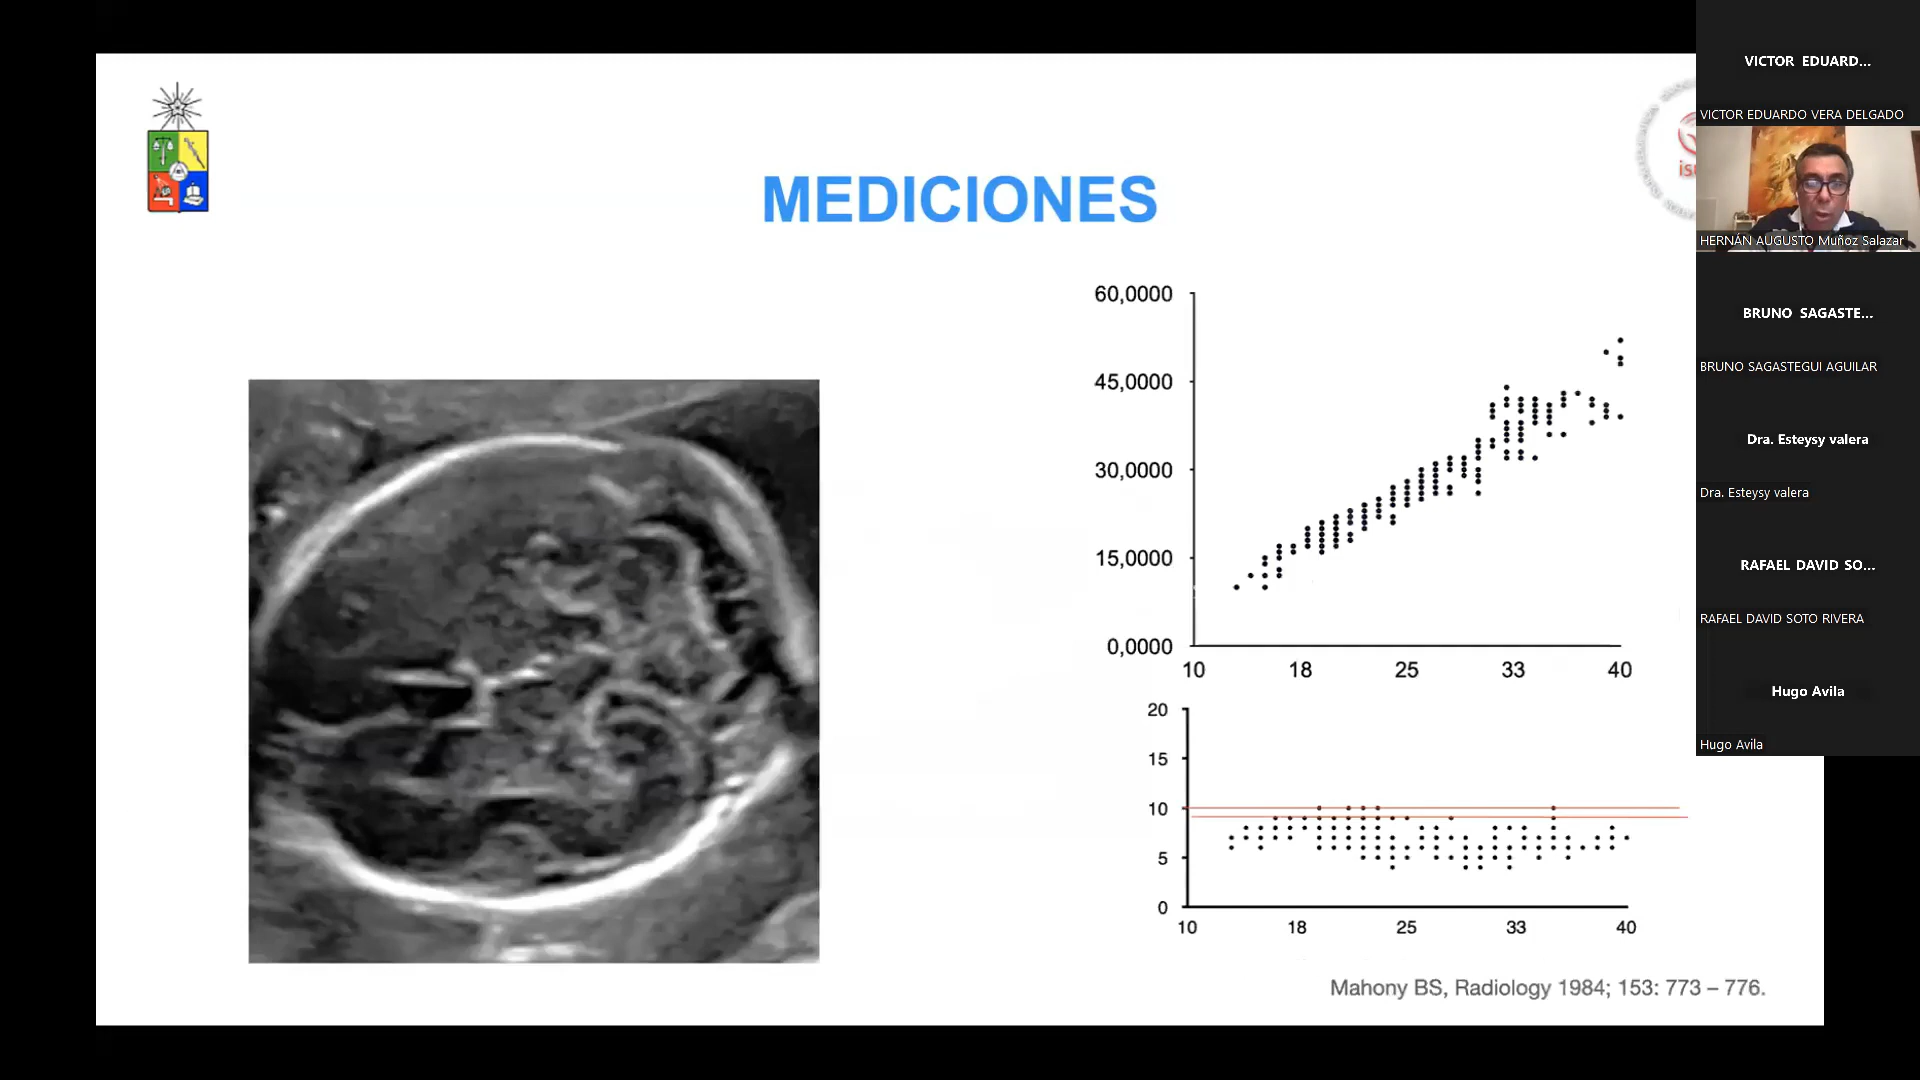 MEDICIONES
60,0000
45,0000
30,0000
15,0000
0,0000
10 18 25 33 40
20
15
10
5
0
10 18 25 33 40
Mahony BS, Radiology 1984; 153: 773 – 776.
VICTOR EDUARD...
VICTOR EDUARDO VERA DELGADO
HERNÁN AUGUSTO Muñoz Salazar
BRUNO SAGASTE...
BRUNO SAGASTEGUI AGUILAR
Dra. Esteysy valera
Dra. Esteysy valera
RAFAEL DAVID SO...
RAFAEL DAVID SOTO RIVERA
Hugo Avila
Hugo Avila